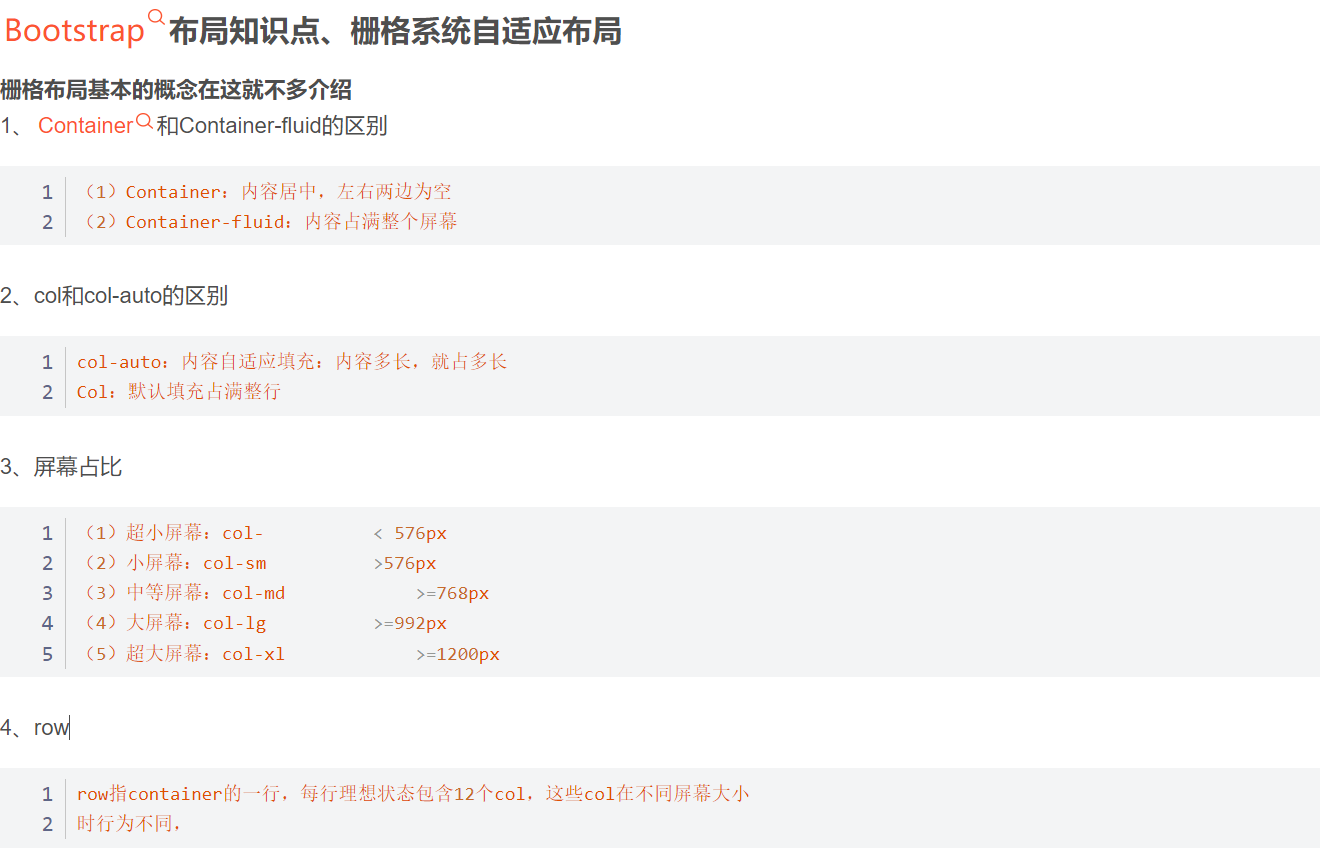 Bootstrap布局知识点、栅格系统自适应布局
栅格布局基本的概念在这就不多介绍
1、 Container和Container-fluid的区别
1 （1）Container：内容居中，左右两边为空
2 （2）Container-fluid：内容占满整个屏幕
2、col和col-auto的区别
1 col-auto：内容自适应填充：内容多长，就占多长
2 Col：默认填充占满整行
3、屏幕占比
1 （1）超小屏幕：col- < 576px
2 （2）小屏幕：col-sm >576px
3 （3）中等屏幕：col-md >=768px
4 （4）大屏幕：col-lg >=992px
5 （5）超大屏幕：col-xl >=1200px
4、row
1 row指container的一行，每行理想状态包含12个col，这些col在不同屏幕大小
2 时行为不同，